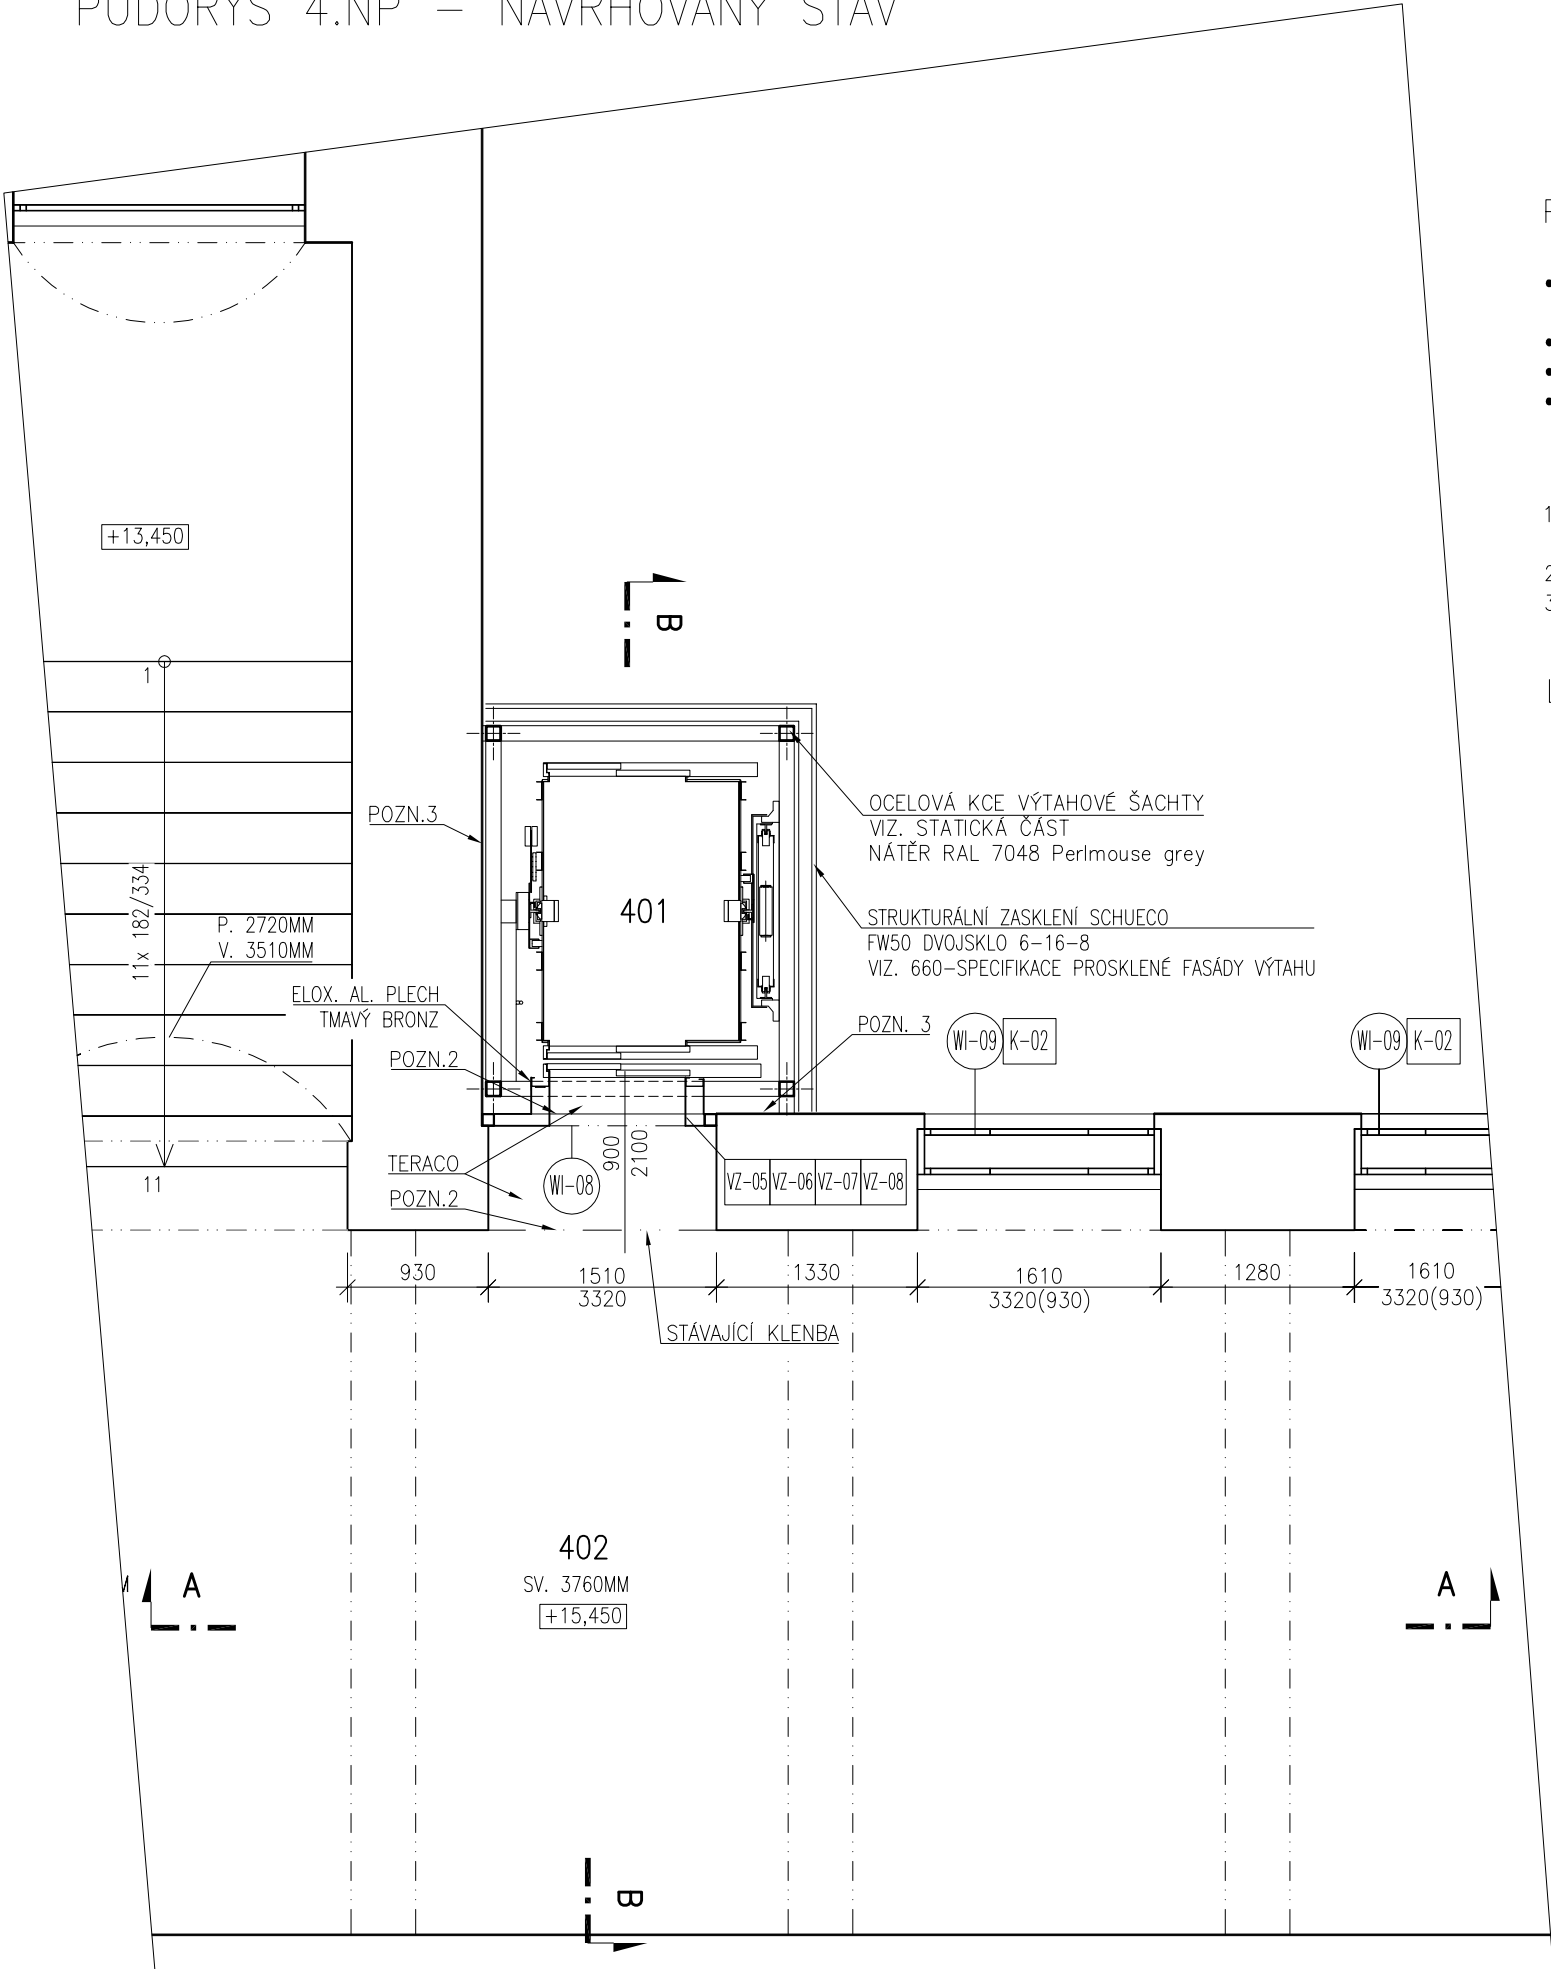 PŮDORYS 4.NP – NAVRHOVANÝ STAV
+13,450
B
1
11x 182/334
11
P. 2720MM
V. 3510MM
POZN.3
ELOX. AL. PLECH
TMAVÝ BRONZ
POZN.2
TERACO
POZN.2
401
OCELOVÁ KCE VÝTAHOVÉ ŠACHTY
VIZ. STATICKÁ ČÁST
NÁTĚR RAL 7048 Perlmouse grey
STRUKTURÁLNÍ ZASKLENÍ SCHUECO
FW50 DVOJSKLO 6-16-8
VIZ. 660-SPECIFIKACE PROSKLENÉ FASÁDY VÝTAHU
POZN. 3
WI-09 K-02
WI-09 K-02
WI-08
900
2100
VZ-05 VZ-06 VZ-07 VZ-08
930
1510
3320
1330
1610
3320(930)
1280
1610
3320(930)
STÁVAJÍCÍ KLENBA
402
SV. 3760MM
+15,450
A
A
B
1
2
3